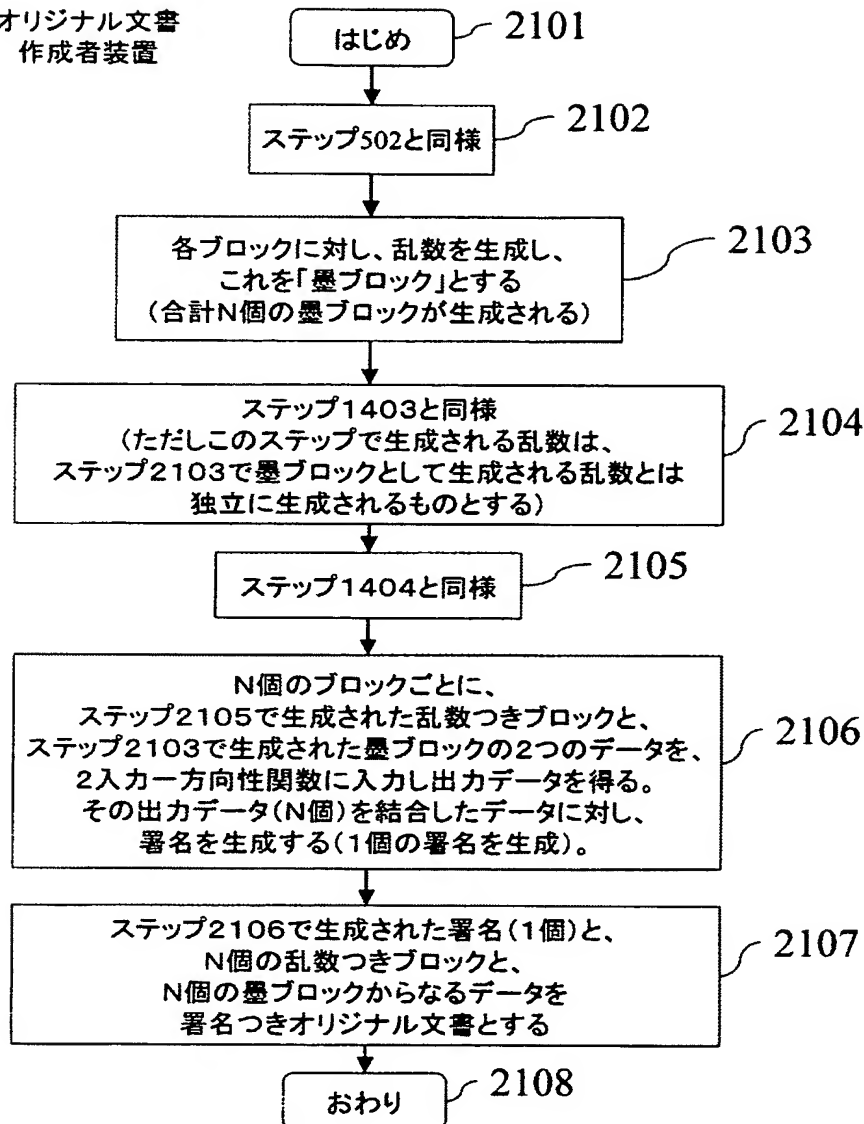 オリジナル文書
作成者装置
はじめ
2101
ステップ502と同様
2102
各ブロックに対し、乱数を生成し、
これを「墨ブロック」とする
(合計N個の墨ブロックが生成される)
2103
ステップ1403と同様
(ただしこのステップで生成される乱数は、
ステップ2103で墨ブロックとして生成される乱数とは
独立に生成されるものとする)
2104
ステップ1404と同様
2105
N個のブロックごとに、
ステップ2105で生成された乱数つきブロックと、
ステップ2103で生成された墨ブロックの2つのデータを、
2入力一方向性関数に入力し出力データを得る。
その出力データ(N個)を結合したデータに対し、
署名を生成する(1個の署名を生成)。
2106
ステップ2106で生成された署名(1個)と、
N個の乱数つきブロックと、
N個の墨ブロックからなるデータを
署名つきオリジナル文書とする
2107
おわり
2108